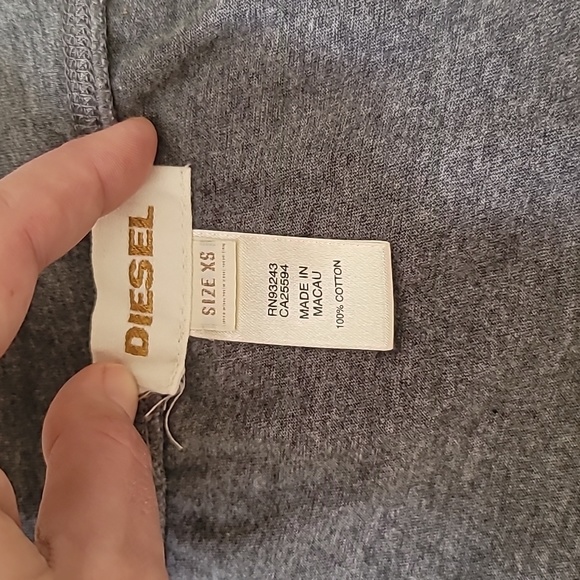 DIESEL
SIZE XS
RN93243
CA25594
MADE IN
MACAU
100% COTTON